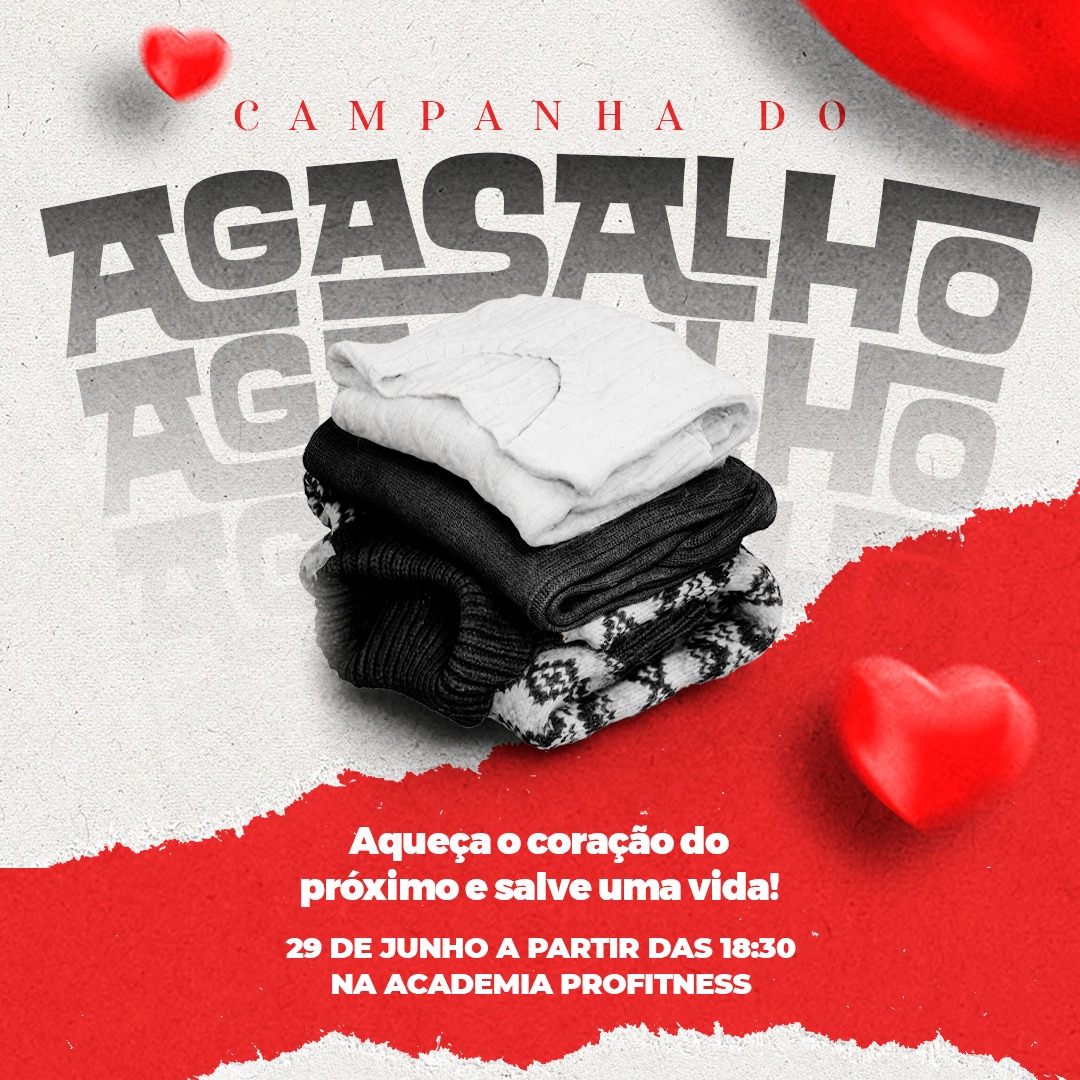 CAMPANHA DO
AGASALHO
Aqueça o coração do
próximo e salve uma vida!
29 DE JUNHO A PARTIR DAS 18:30
NA ACADEMIA PROFITNESS